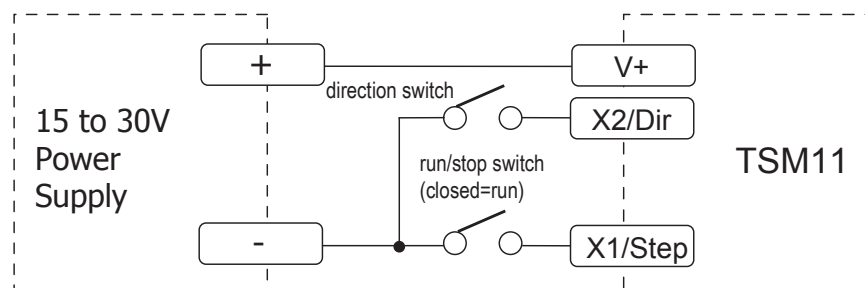 +
V+
direction switch
X2/Dir
15 to 30V
Power
Supply
run/stop switch
(closed=run)
TSM11
-
X1/Step